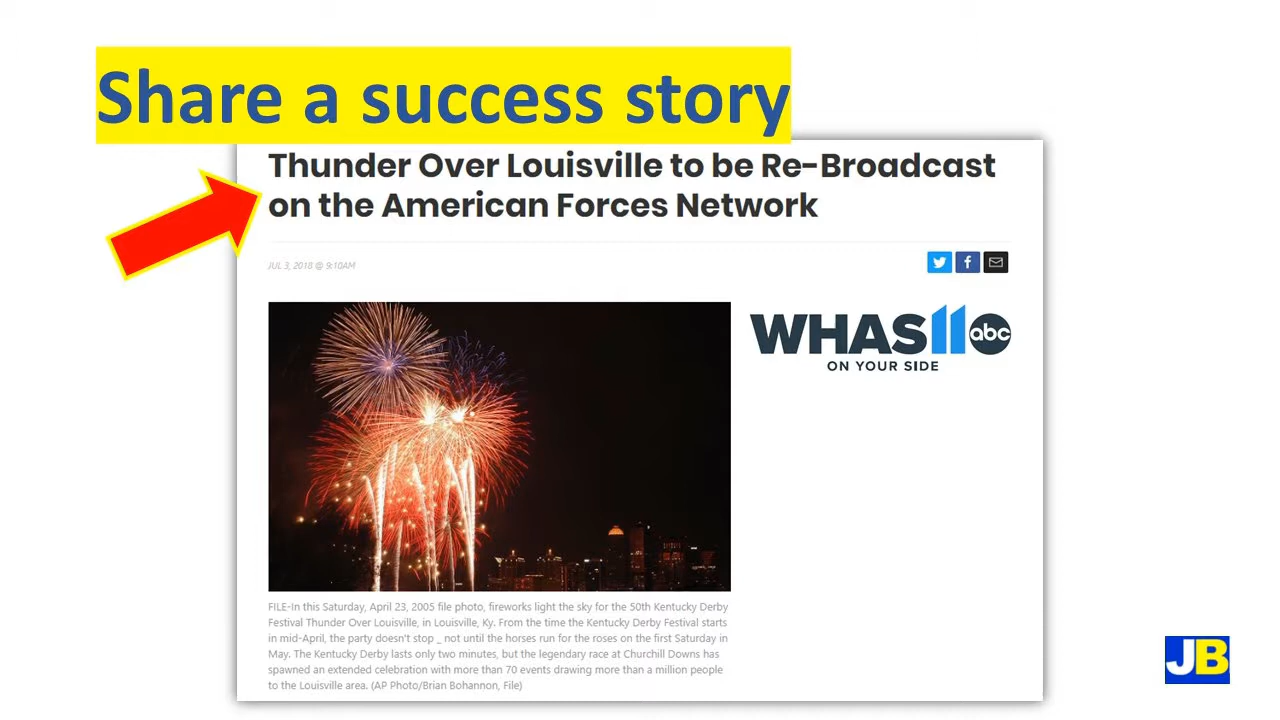 Share a success story
Thunder Over Louisville to be Re-Broadcast
on the American Forces Network
JUL 3, 2018 @ 9:10AM
WHAS11 abc
ON YOUR SIDE
FILE-In this Saturday, April 23, 2005 file photo, fireworks light the sky for the 50th Kentucky Derby
Festival Thunder Over Louisville, in Louisville, Ky. From the time the Kentucky Derby Festival starts
in mid-April, the party doesn't stop _ not until the horses run for the roses on the first Saturday in
May. The Kentucky Derby lasts only two minutes, but the legendary race at Churchill Downs has
spawned an extended celebration with more than 70 events drawing more than a million people
to the Louisville area. (AP Photo/Brian Bohannon, File)
JB